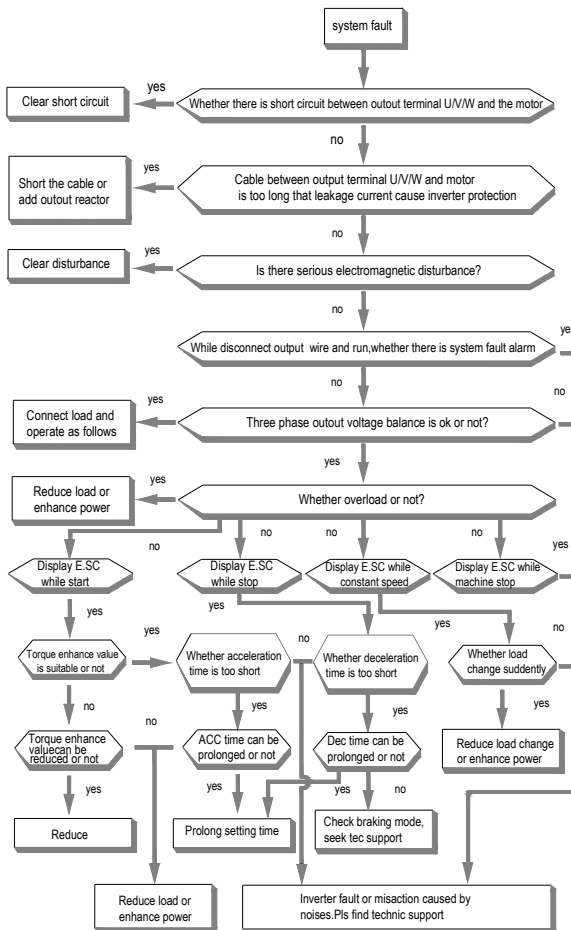 system fault
yes
Clear short circuit
Whether there is short circuit between outout terminal U/V/W and the motor
no
yes
Short the cable or
add outout reactor
Cable between output terminal U/V/W and motor
is too long that leakage current cause inverter protection
no
yes
Clear disturbance
Is there serious electromagnetic disturbance?
no
ye
While disconnect output wire and run,whether there is system fault alarm
no
no
yes
Connect load and
operate as follows
Three phase outout voltage balance is ok or not?
yes
yes
Reduce load or
enhance power
Whether overload or not?
no
no
no
no
yes
Display E.SC
while start
Display E.SC
while stop
Display E.SC while
constant speed
Display E.SC while
machine stop
yes
yes
yes
no
yes
no
Torque enhance value
is suitable or not
Whether acceleration
time is too short
Whether deceleration
time is too short
Whether load
change suddently
no
yes
yes
yes
no
Torque enhance
valuecan be
reduced or not
ACC time can be
prolonged or not
Dec time can be
prolonged or not
Reduce load change
or enhance power
yes
yes
yes
no
Reduce
Prolong setting time
Check braking mode,
seek tec support
Reduce load or
enhance power
Inverter fault or misaction caused by
noises.Pls find technic support